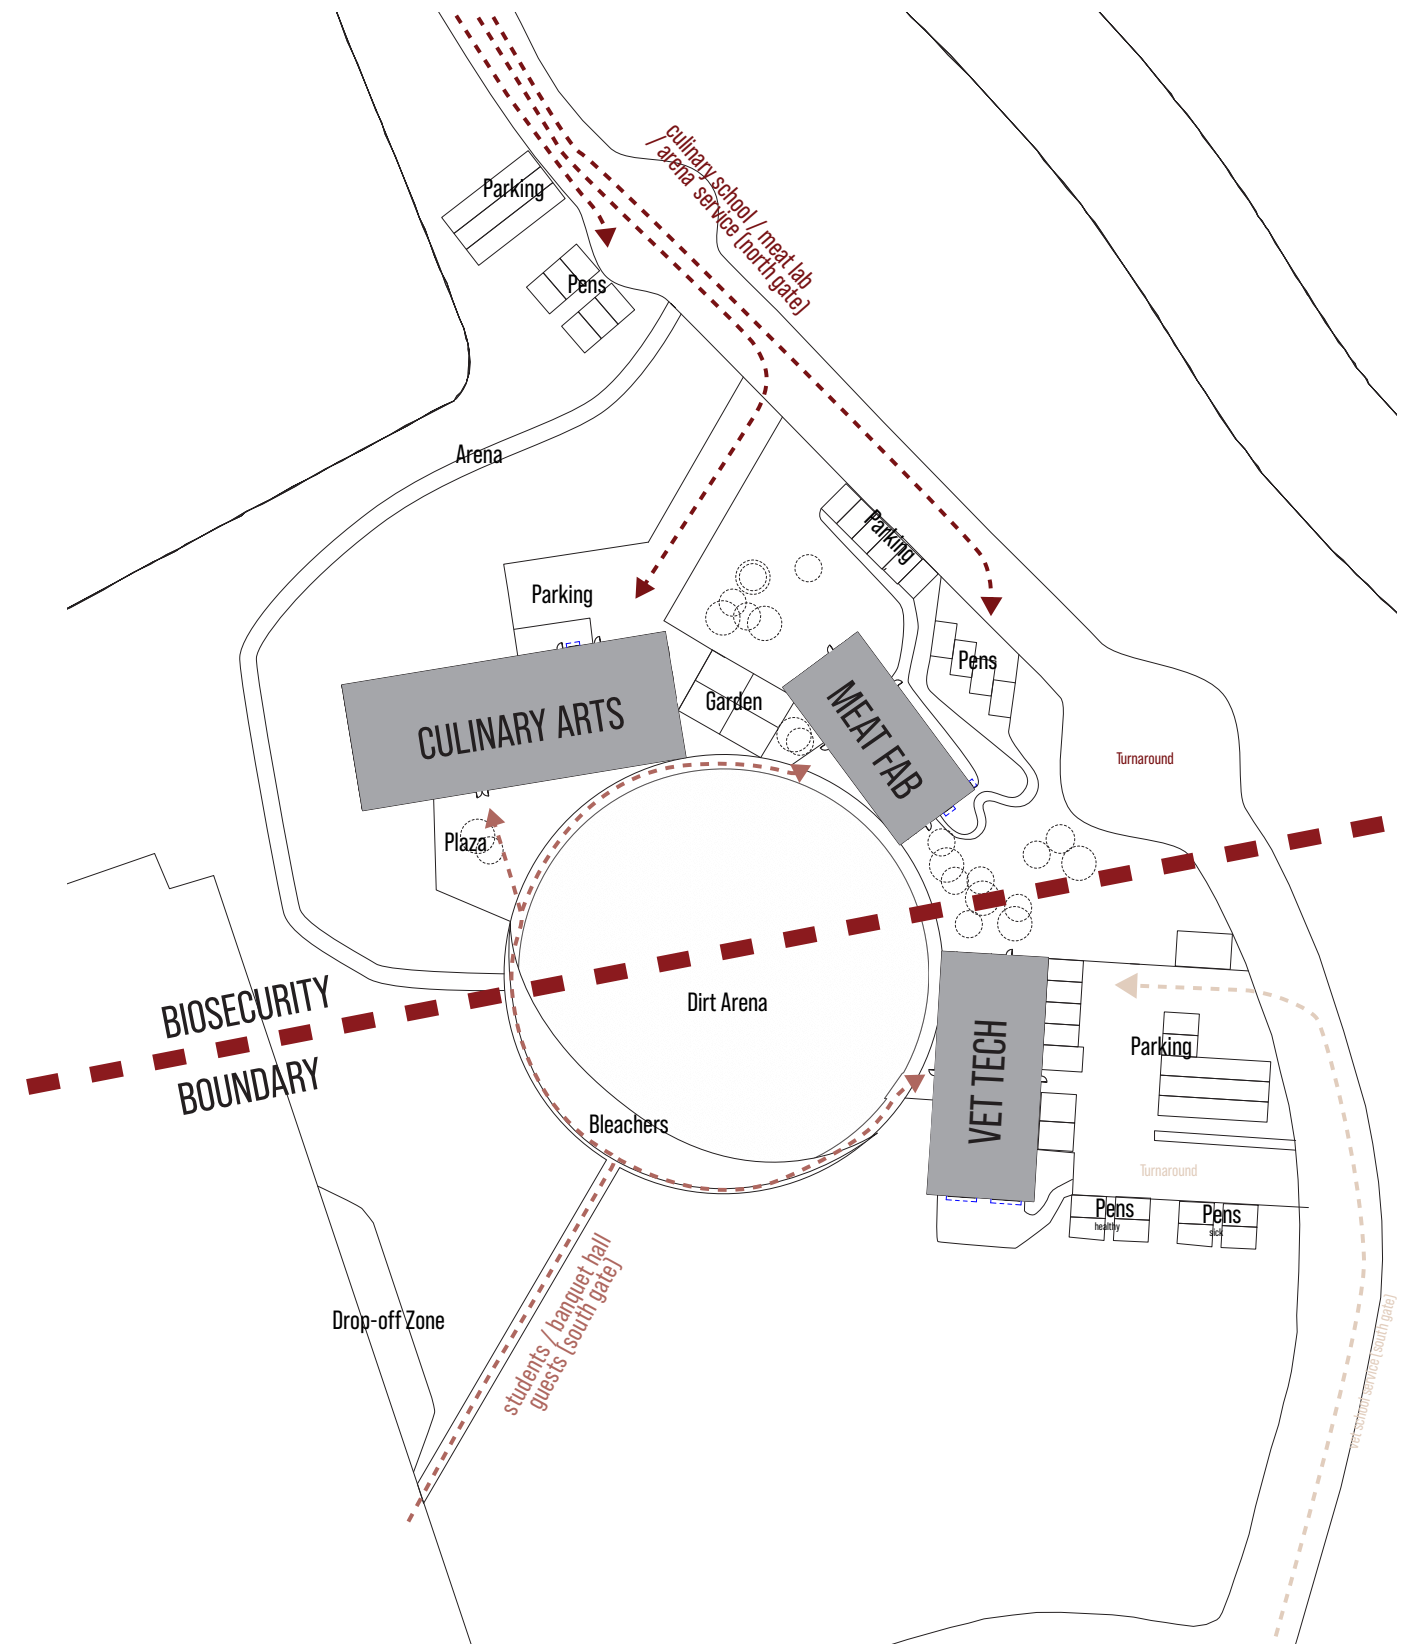 culinary school / meat lab
/ arena service (north gate)
Parking
Pens
Arena
Parking
Parking
Pens
Garden
CULINARY ARTS
MEAT FAB
Turnaround
Plaza
BIOSECURITY
BOUNDARY
Dirt Arena
VET TECH
Parking
Bleachers
Turnaround
Pens
healthy
Pens
sick
students / banquet hall
guests (south gate)
Drop-off Zone
vet school service (south gate)